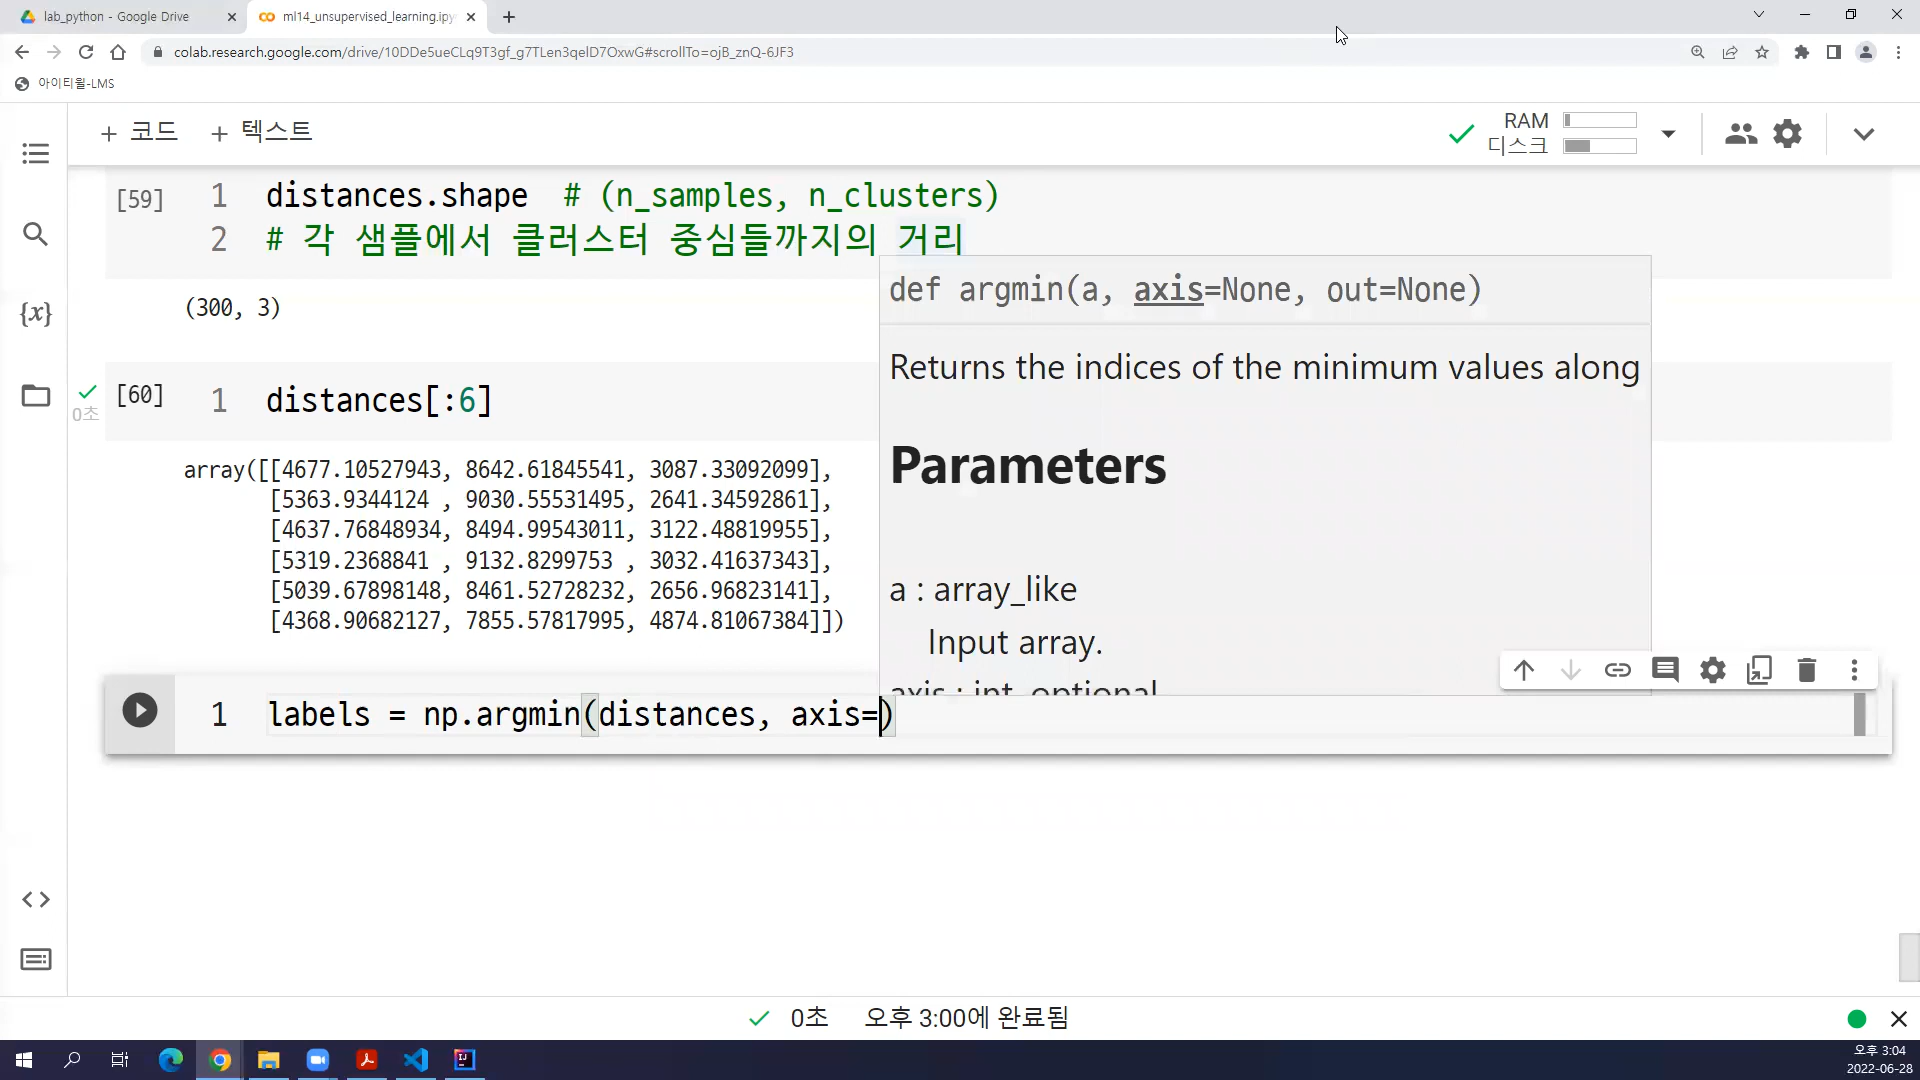 lab_python - Google Drive
ml14_unsupervised_learning.ipy
colab.research.google.com/drive/10DDe5ueCLq9T3gf_g7TLen3qelD7OxwG#scrollTo=ojB_znQ-6JF3
아이티윌-LMS
+ 코드 + 텍스트
RAM
디스크
[59] 1 distances.shape # (n_samples, n_clusters)
2 # 각 샘플에서 클러스터 중심들까지의 거리
(300, 3)
def argmin(a, axis=None, out=None)
Returns the indices of the minimum values along
Parameters
a : array_like
Input array.
axis : int, optional
[60] 1 distances[:6]
0초
array([[4677.10527943, 8642.61845541, 3087.33092099],
[5363.9344124 , 9030.55531495, 2641.34592861],
[4637.76848934, 8494.99543011, 3122.48819955],
[5319.2368841 , 9132.8299753 , 3032.41637343],
[5039.67898148, 8461.52728232, 2656.96823141],
[4368.90682127, 7855.57817995, 4874.81067384]])
1 labels = np.argmin(distances, axis=)
0초 오후 3:00에 완료됨
오후 3:04
2022-06-28